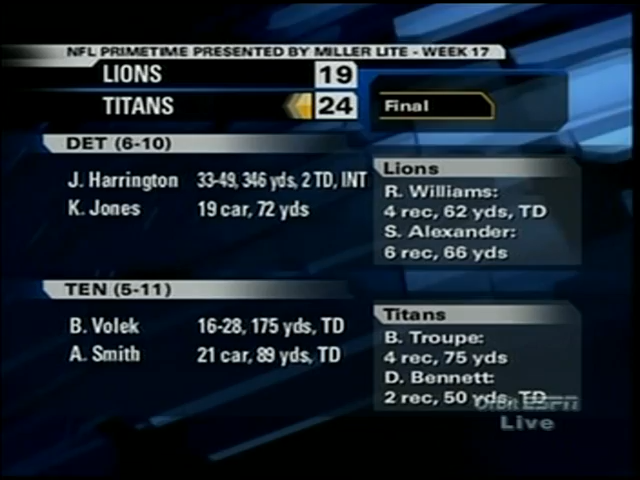 NFL PRIMETIME PRESENTED BY MILLER LITE - WEEK 17
LIONS 19
TITANS 24
Final
DET (6-10)
J. Harrington 33-49, 346 yds, 2 TD, INT
K. Jones 19 car, 72 yds
Lions
R. Williams:
4 rec, 62 yds, TD
S. Alexander:
6 rec, 66 yds
TEN (5-11)
B. Volek 16-28, 175 yds, TD
A. Smith 21 car, 89 yds, TD
Titans
B. Troupe:
4 rec, 75 yds
D. Bennett:
2 rec, 50 yds, TD
Orbit ESPN
Live